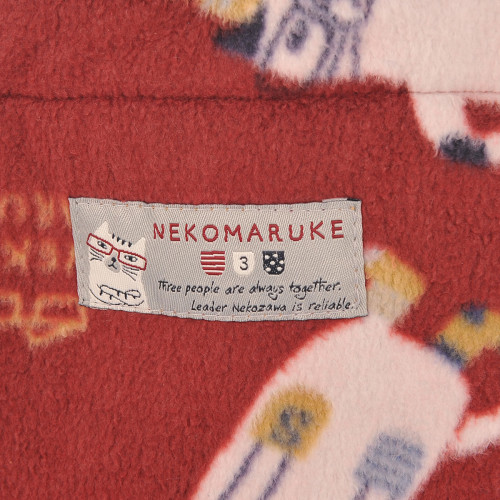 NEKOMARUKE
3
Three people are always together.
Leader Nekozawa is reliable.